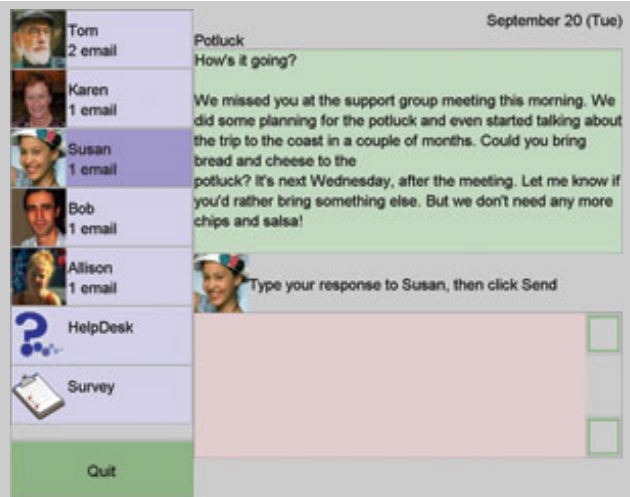 Tom
2 email
Karen
1 email
Susan
1 email
Bob
1 email
Allison
1 email
HelpDesk
Survey
Quit
September 20 (Tue)
Potluck
How's it going?
We missed you at the support group meeting this morning. We
did some planning for the potluck and even started talking about
the trip to the coast in a couple of months. Could you bring
bread and cheese to the
potluck? It's next Wednesday, after the meeting. Let me know if
you'd rather bring something else. But we don't need any more
chips and salsa!
Type your response to Susan, then click Send